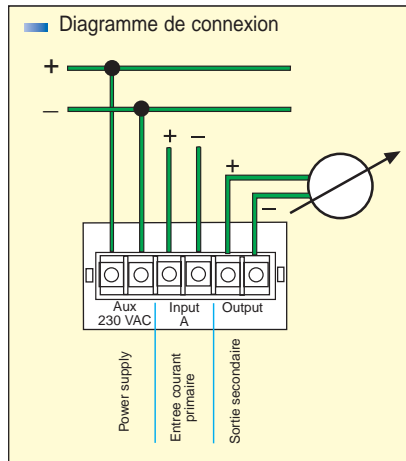 Diagramme de connexion
+
–
+ –
+
–
Aux
230 VAC
Input
A
Output
Power supply
Entree courant
primaire
Sortie secondaire